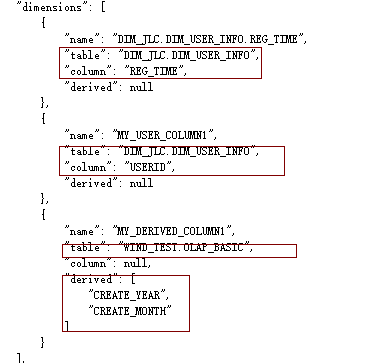 "dimensions": [
{
"name": "DIM_JLC.DIM_USER_INFO.REG_TIME",
"table": "DIM_JLC.DIM_USER_INFO",
"column": "REG_TIME",
"derived": null
},
{
"name": "MY_USER_COLUMN1",
"table": "DIM_JLC.DIM_USER_INFO",
"column": "USERID",
"derived": null
},
{
"name": "MY_DERIVED_COLUMN1",
"table": "WIND_TEST.OLAP_BASIC",
"column": null,
"derived": [
"CREATE_YEAR",
"CREATE_MONTH"
]
}
],